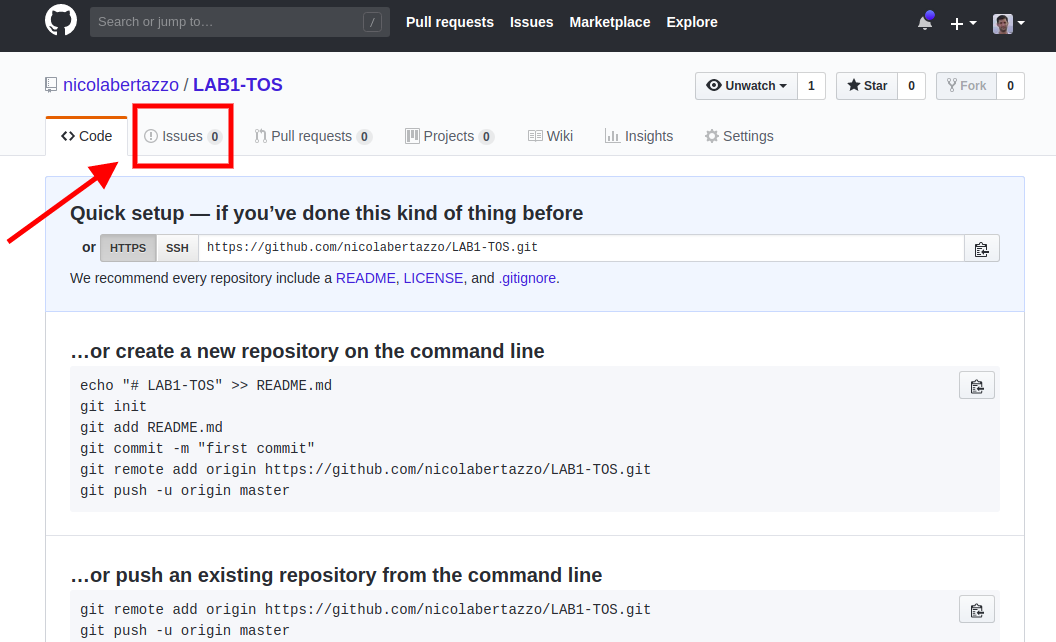 Search or jump to… / Pull requests Issues Marketplace Explore
nicolabertazzo / LAB1-TOS Unwatch 1 Star 0 Fork 0
Code Issues 0 Pull requests 0 Projects 0 Wiki Insights Settings
Quick setup — if you’ve done this kind of thing before
or HTTPS SSH https://github.com/nicolabertazzo/LAB1-TOS.git
We recommend every repository include a README, LICENSE, and .gitignore.
…or create a new repository on the command line
echo "# LAB1-TOS" >> README.md
git init
git add README.md
git commit -m "first commit"
git remote add origin https://github.com/nicolabertazzo/LAB1-TOS.git
git push -u origin master
…or push an existing repository from the command line
git remote add origin https://github.com/nicolabertazzo/LAB1-TOS.git
git push -u origin master